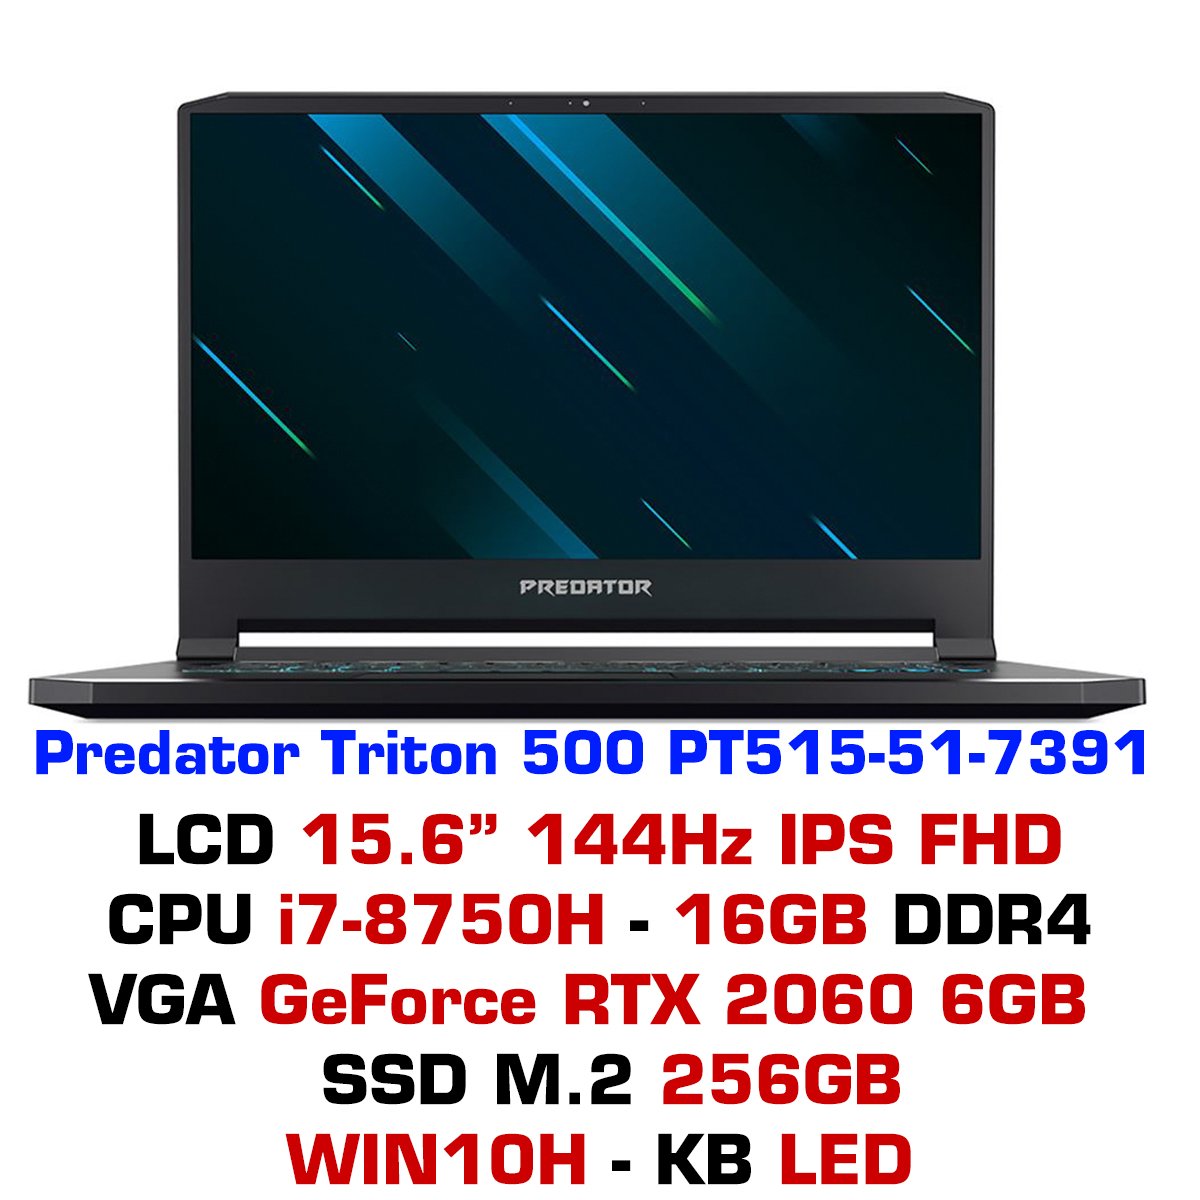 PREDATOR
Predator Triton 500 PT515-51-7391
LCD 15.6” 144Hz IPS FHD
CPU i7-8750H - 16GB DDR4
VGA GeForce RTX 2060 6GB
SSD M.2 256GB
WIN10H - KB LED